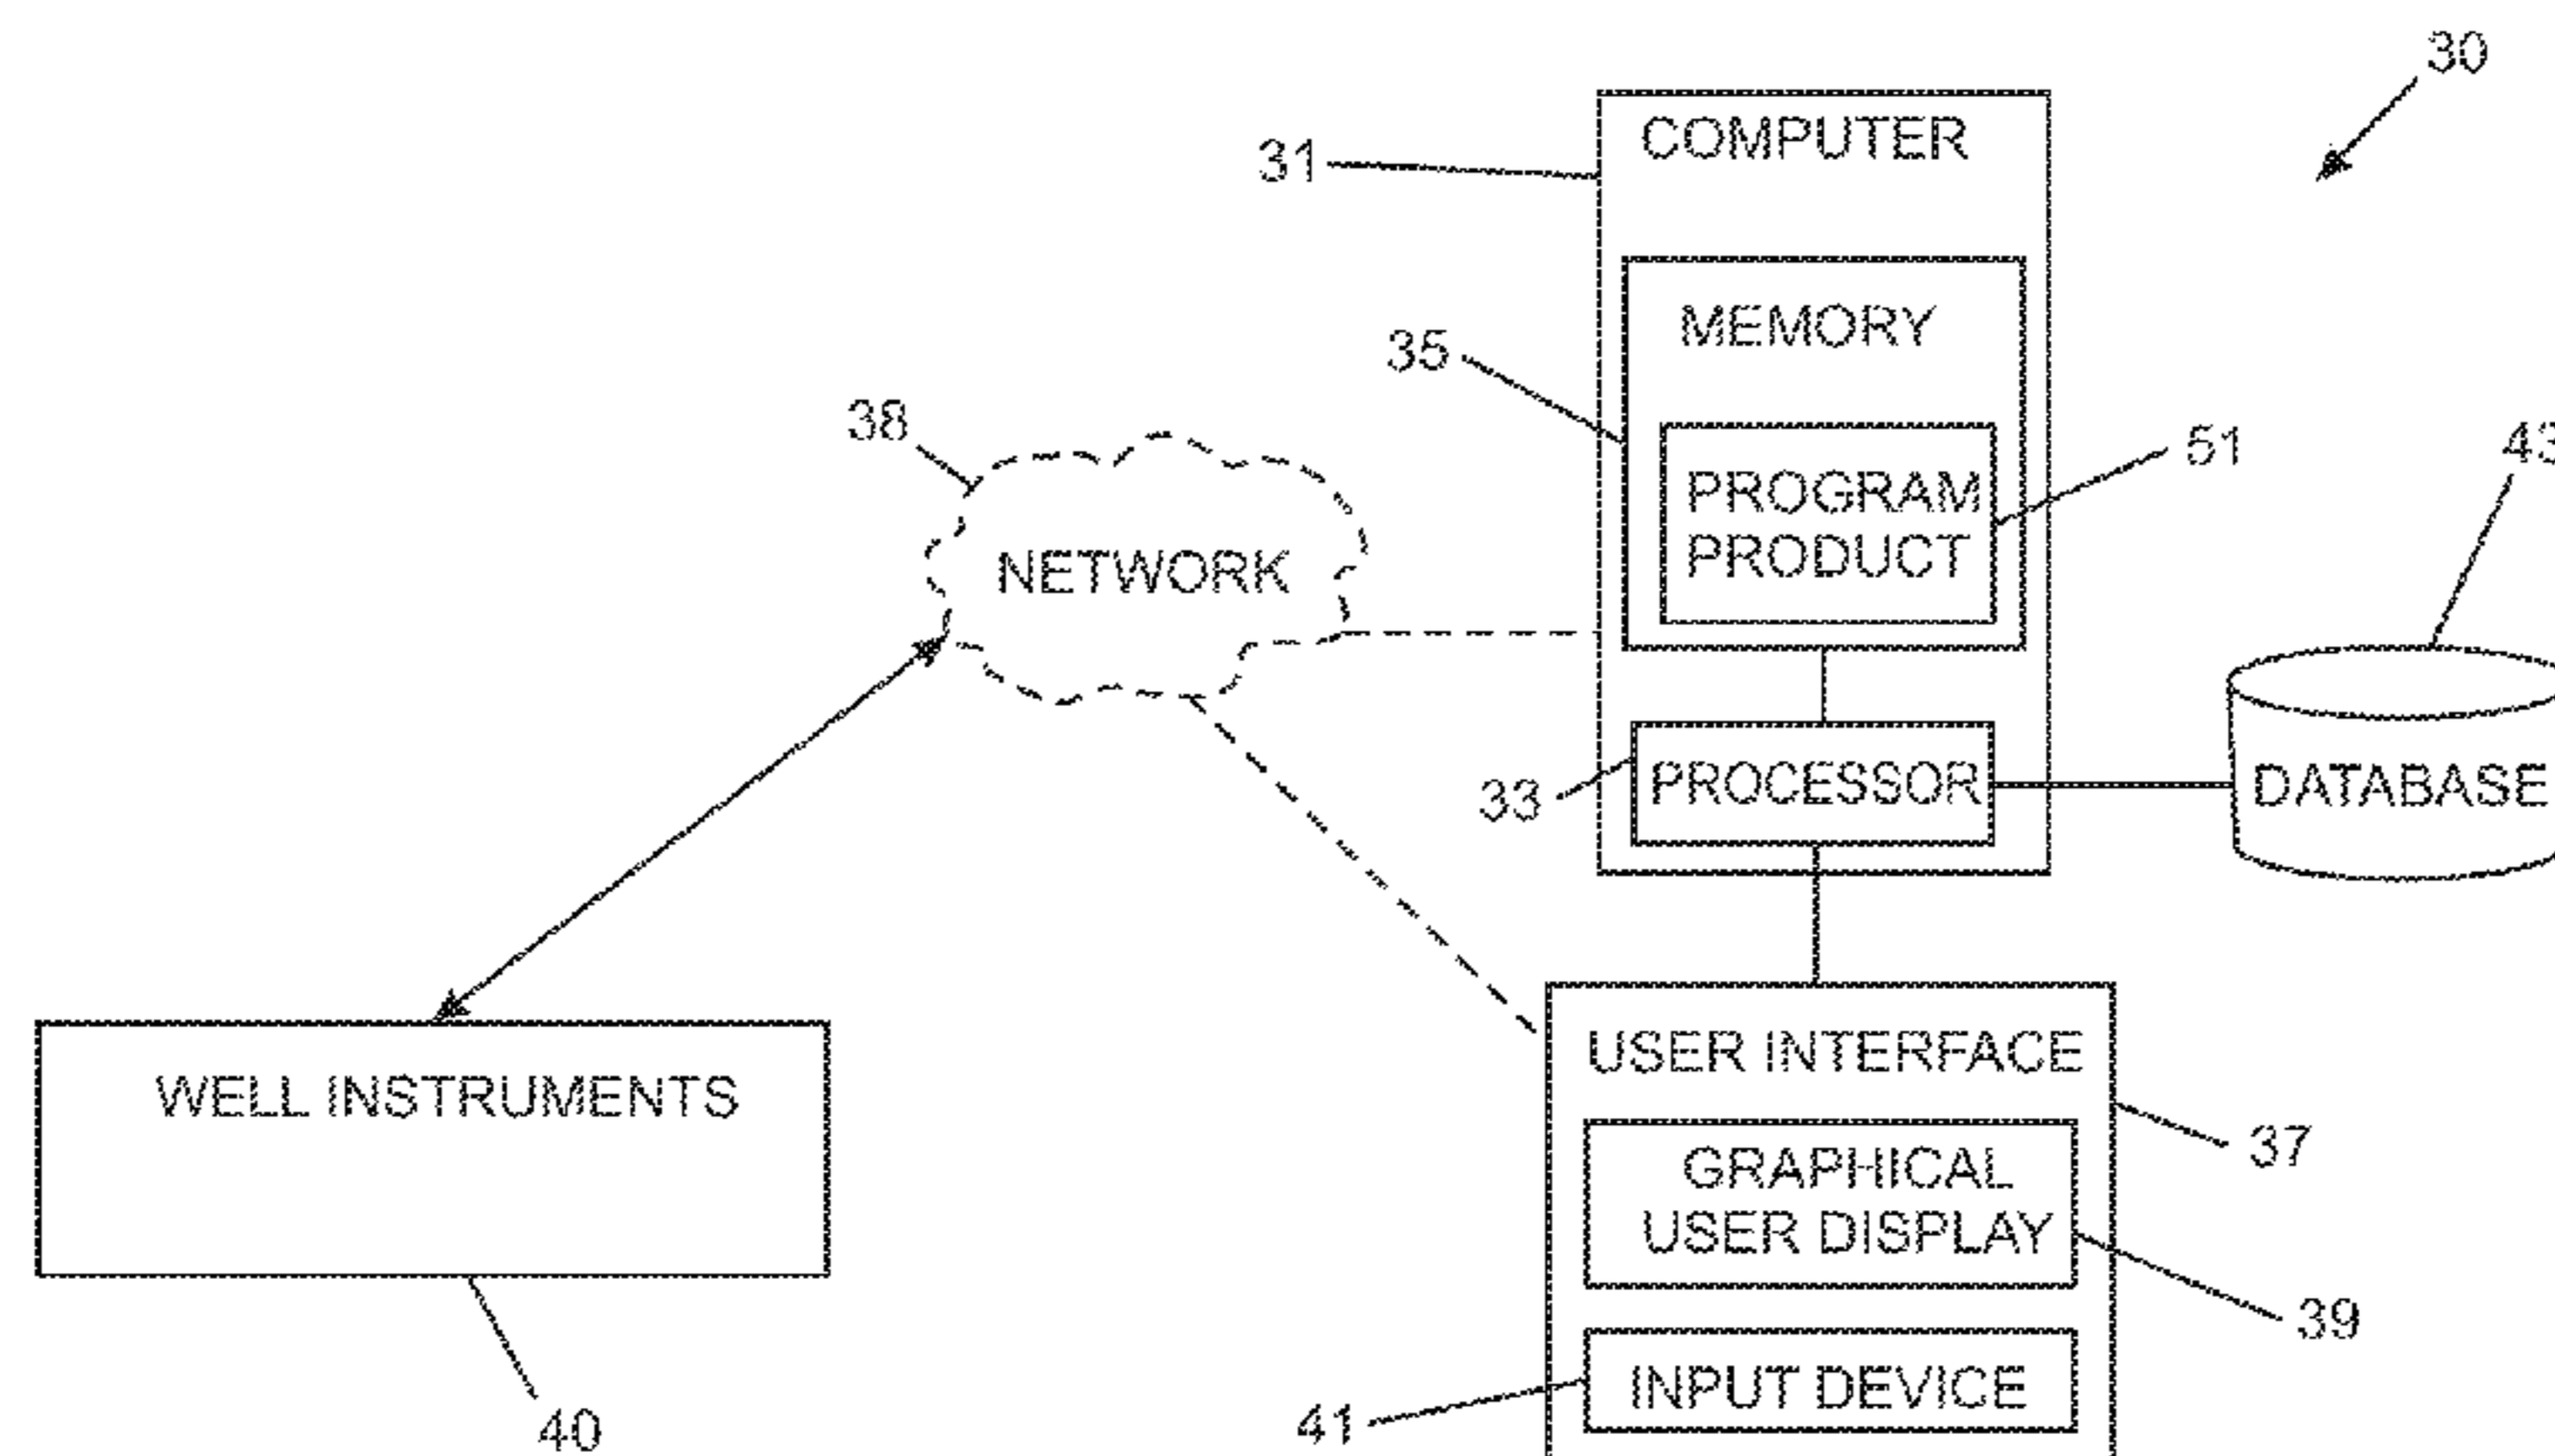 30
COMPUTER
31
MEMORY
35
38
PROGRAM
PRODUCT
51
43
NETWORK
PROCESSOR
33
DATABASE
USER INTERFACE
WELL INSTRUMENTS
37
GRAPHICAL
USER DISPLAY
39
INPUT DEVICE
41
40